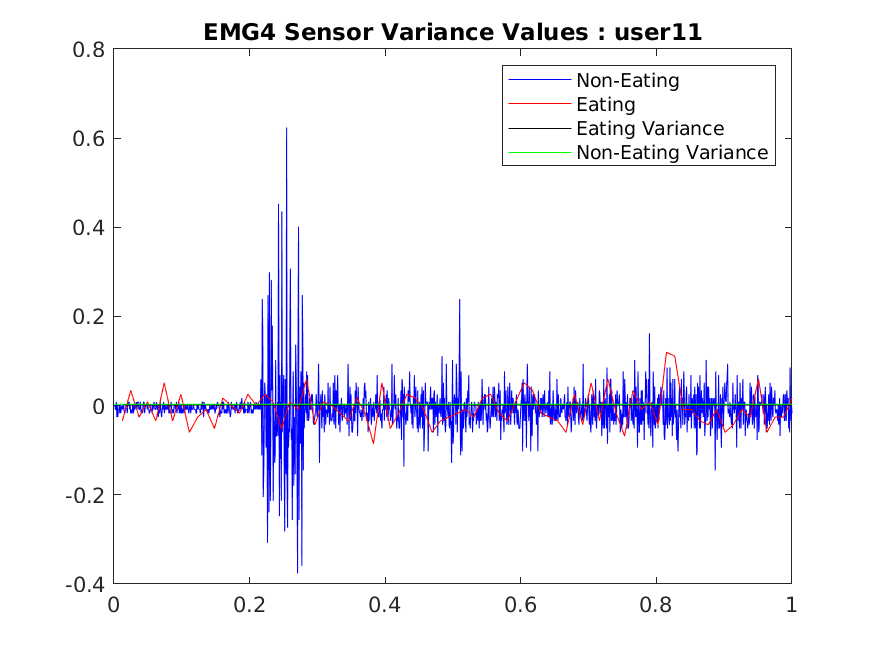 EMG4 Sensor Variance Values : user11
0.8
Non-Eating
Eating
Eating Variance
Non-Eating Variance
0.6
0.4
0.2
0
-0.2
-0.4
0 0.2 0.4 0.6 0.8 1